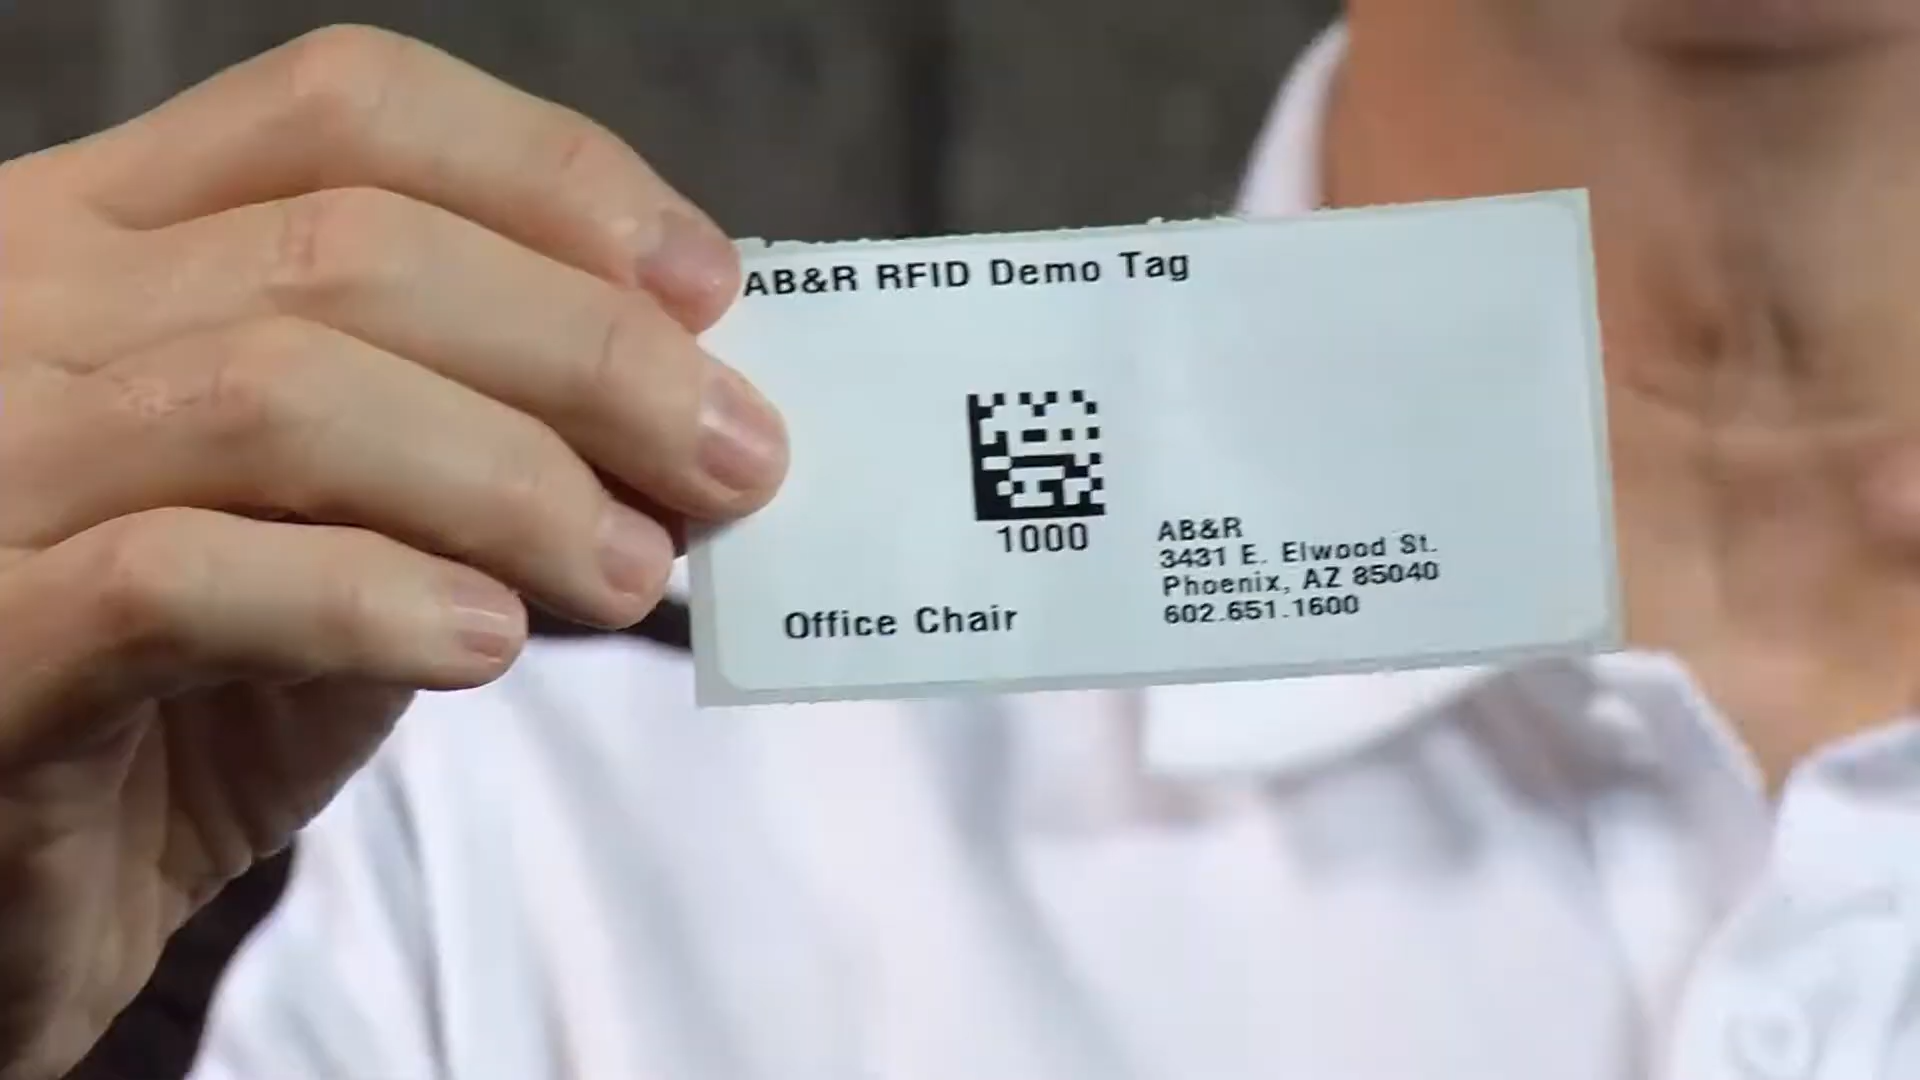 AB&R RFID Demo Tag
1000
Office Chair
AB&R
3431 E. Elwood St.
Phoenix, AZ 85040
602.651.1600